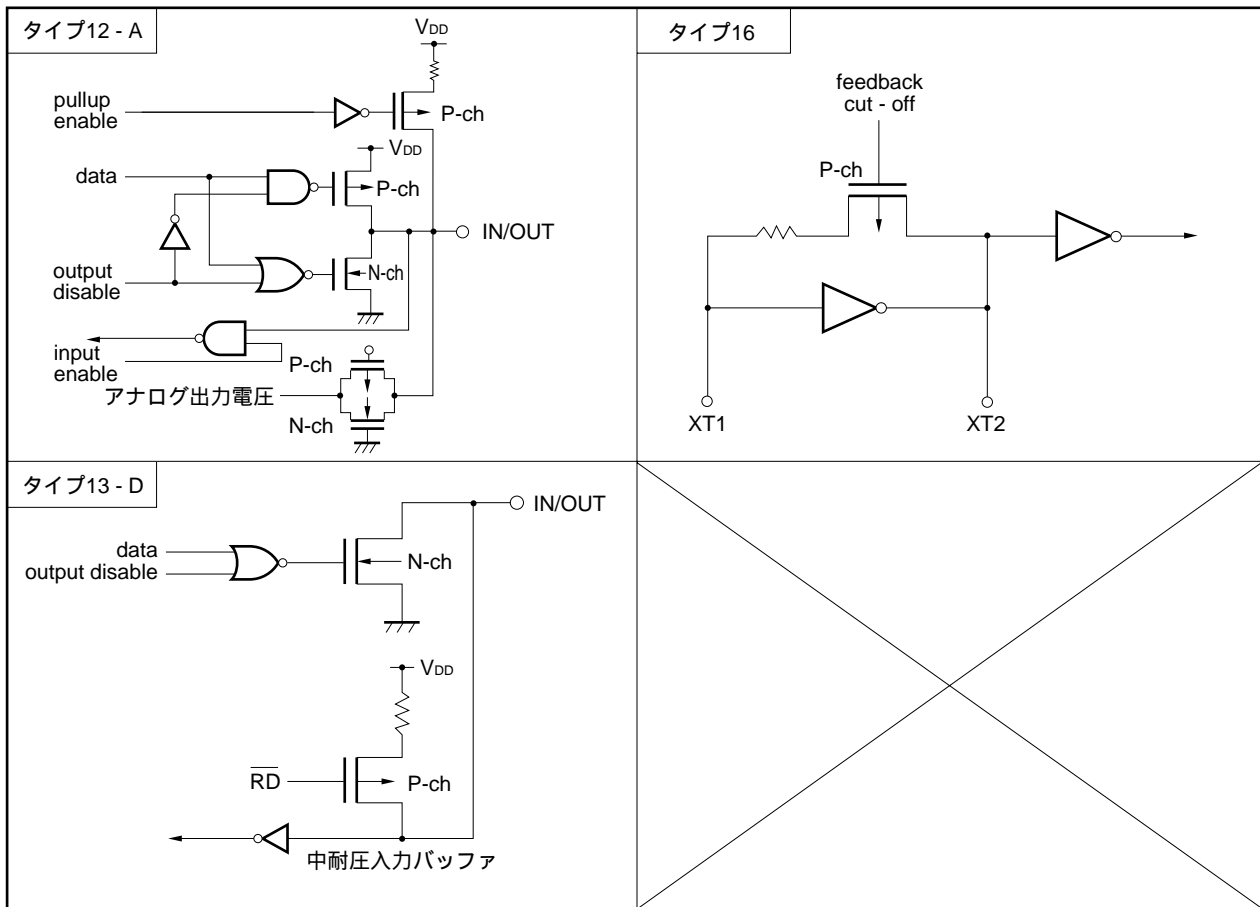 タイプ12 - A
VDD
pullup
enable
P-ch
VDD
data
P-ch
IN/OUT
output
disable
N-ch
input
enable
P-ch
アナログ出力電圧
N-ch
タイプ16
feedback
cut - off
P-ch
XT1
XT2
タイプ13 - D
IN/OUT
data
output disable
N-ch
VDD
RD
P-ch
中耐圧入力バッファ